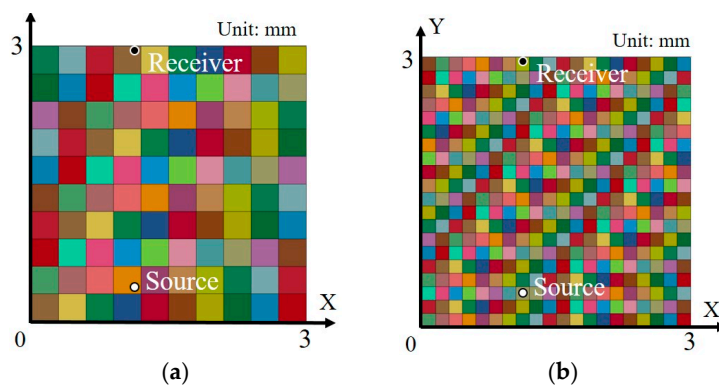 Unit: mm
3
Receiver
Source
X
0
3
(a)
Y
Unit: mm
3
Receiver
Source
X
0
3
(b)